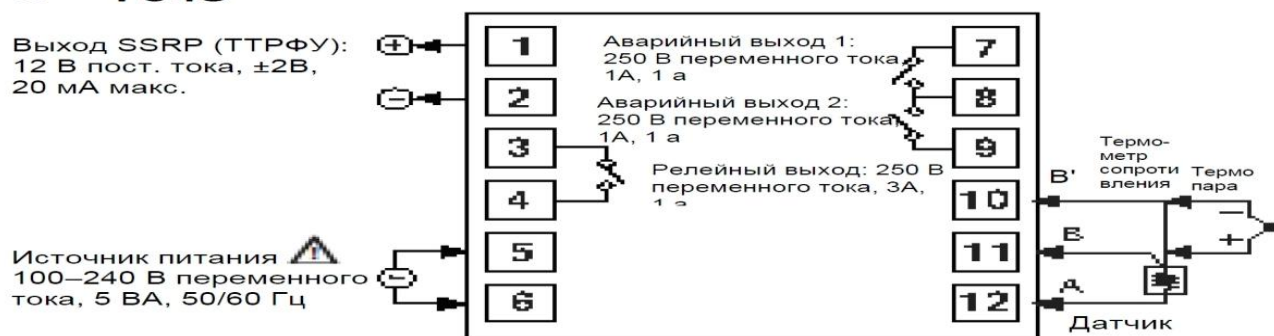 Выход SSRP (ТТРФУ):
12 В пост. тока, ±2В,
20 мА макс.
+
−
1
2
3
4
5
6
Аварийный выход 1:
250 В переменного тока,
1А, 1 а
Аварийный выход 2:
250 В переменного тока,
1А, 1 а
Релейный выход: 250 В
переменного тока, 3А,
1 а
7
8
9
10
11
12
Источник питания
100–240 В переменного
тока, 5 ВА, 50/60 Гц
Термо-
метр
сопроти
вления
Термо
пара
B'
B
A
−
+
Датчик